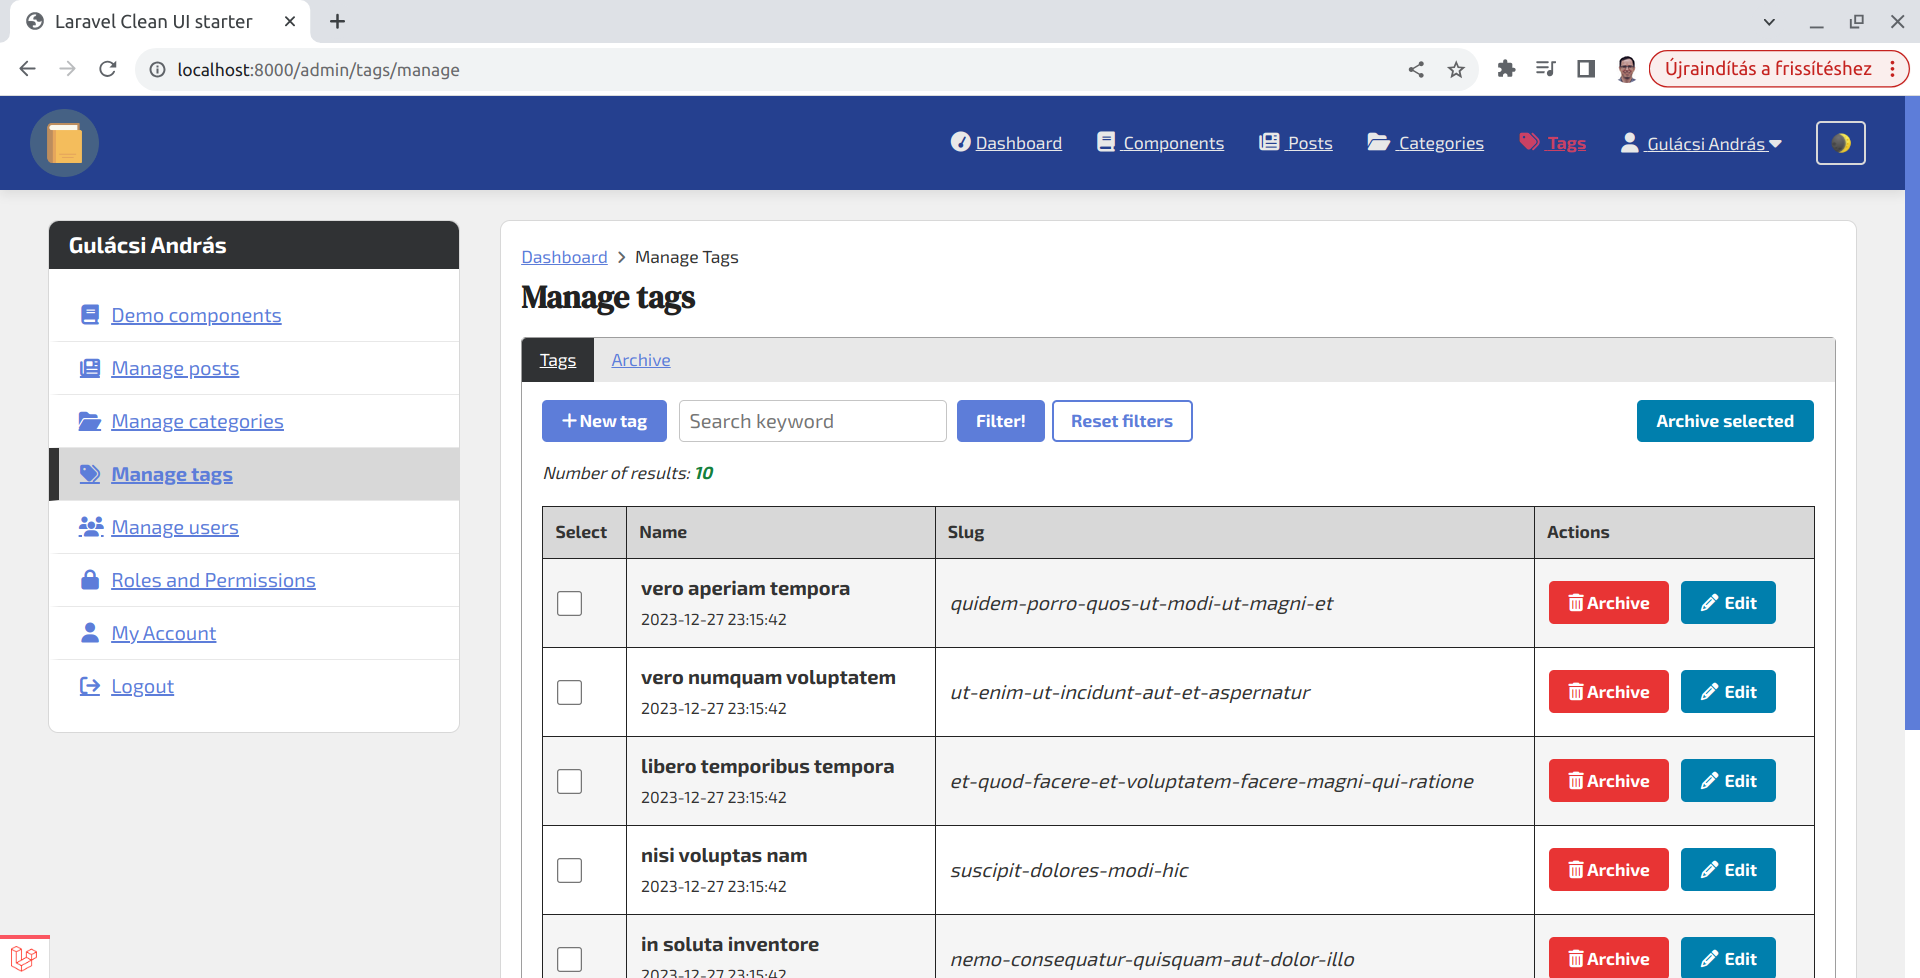 Laravel Clean UI starter
localhost:8000/admin/tags/manage
Újraindítás a frissítéshez
Dashboard Components Posts Categories Tags Gulácsi András
Gulácsi András
Demo components
Manage posts
Manage categories
Manage tags
Manage users
Roles and Permissions
My Account
Logout
Dashboard Manage Tags
Manage tags
Tags Archive
New tag Search keyword Filter! Reset filters Archive selected
Number of results: 10
Select Name Slug Actions
vero aperiam tempora
2023-12-27 23:15:42
quidem-porro-quos-ut-modi-ut-magni-et
Archive Edit
vero numquam voluptatem
2023-12-27 23:15:42
ut-enim-ut-incidunt-aut-et-aspernatur
Archive Edit
libero temporibus tempora
2023-12-27 23:15:42
et-quod-facere-et-voluptatem-facere-magni-qui-ratione
Archive Edit
nisi voluptas nam
2023-12-27 23:15:42
suscipit-dolores-modi-hic
Archive Edit
in soluta inventore
2023-12-27 23:15:42
nemo-consequatur-quisquam-aut-dolor-illo
Archive Edit